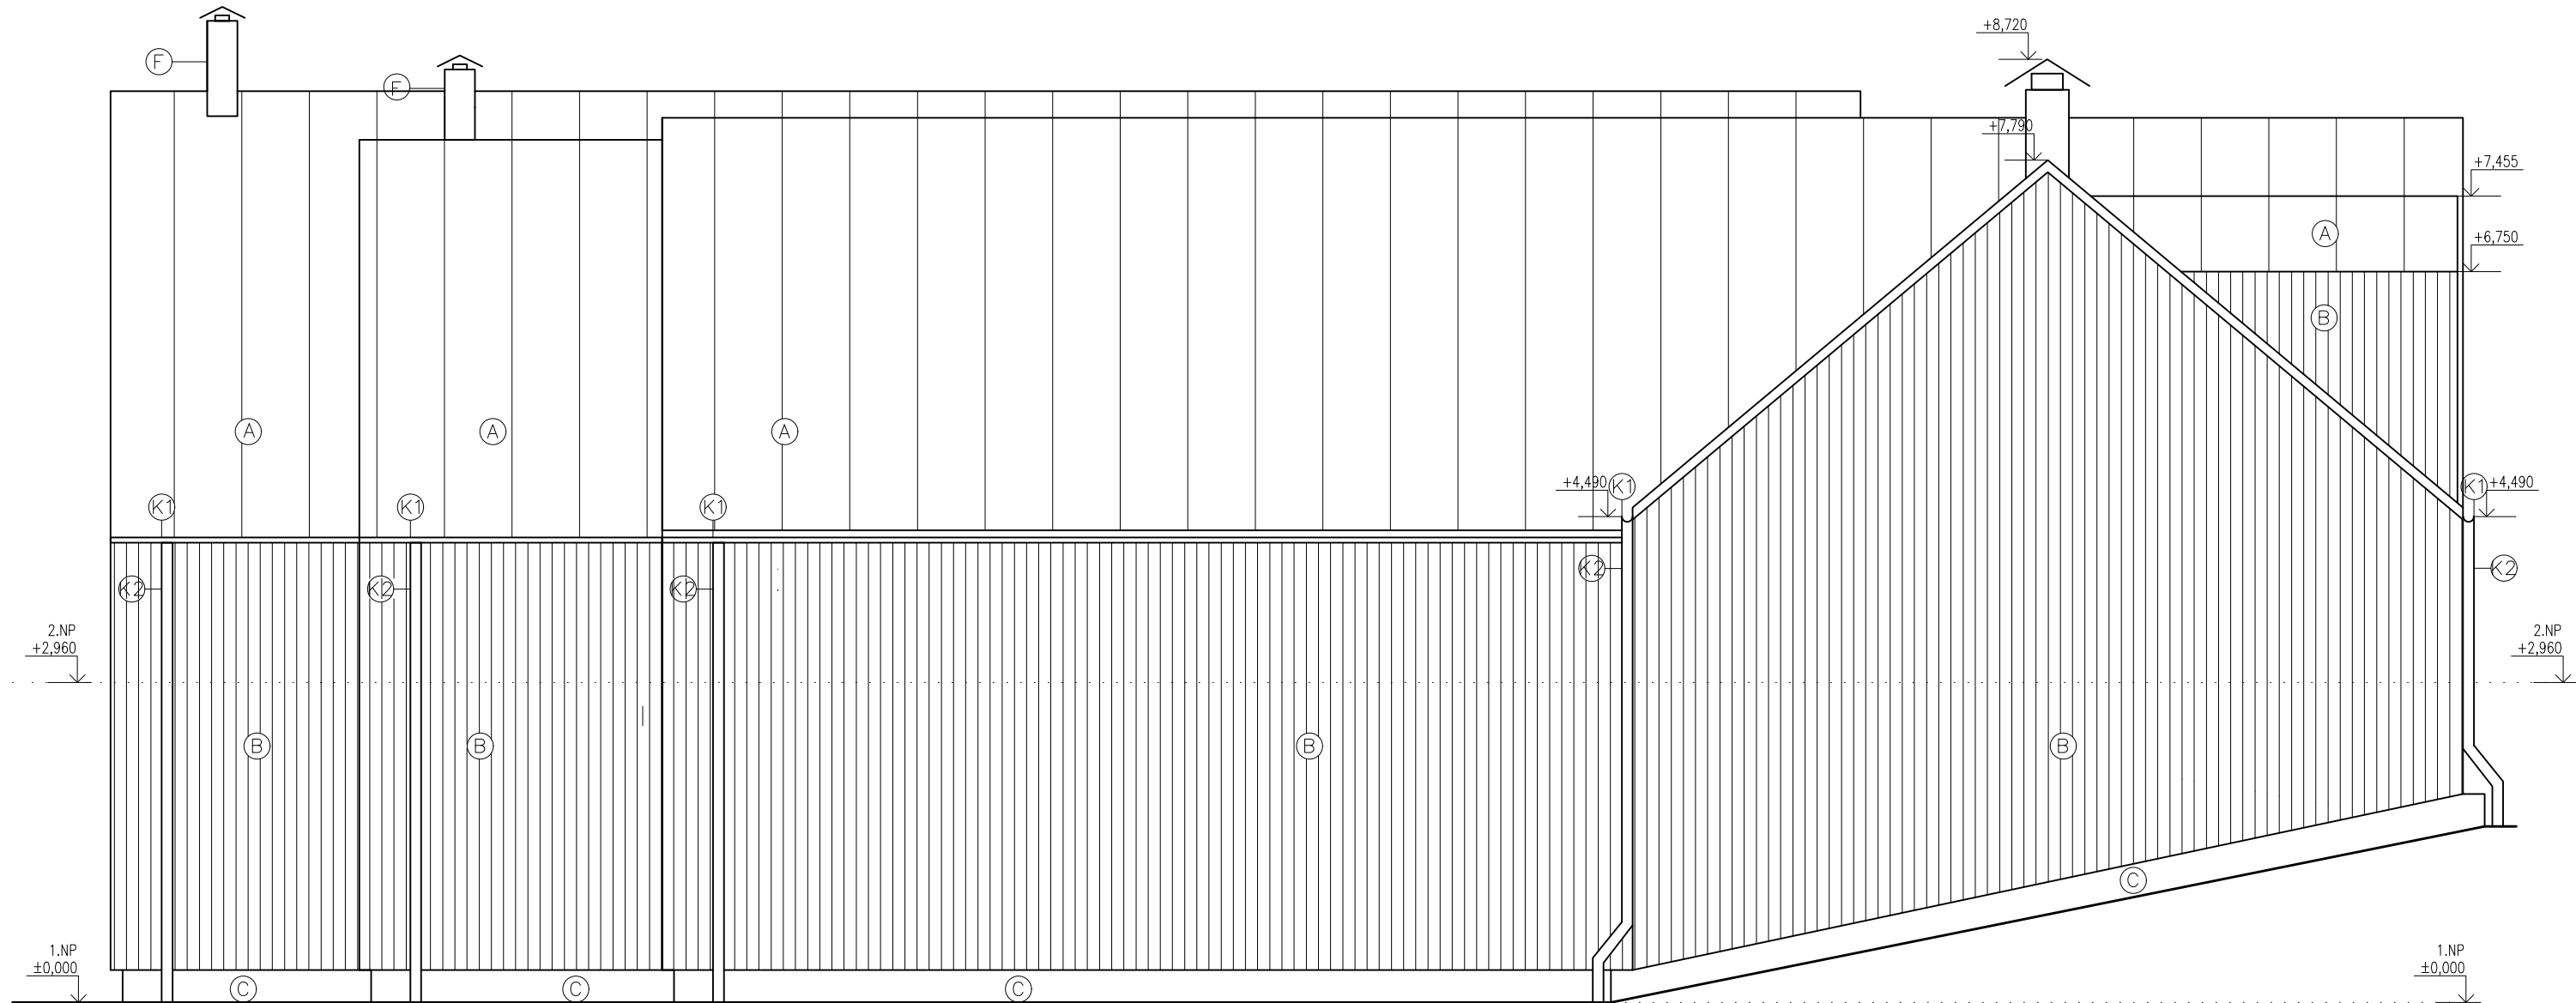 +8,720
F
F
+7,790
+7,455
A
+6,750
B
A
A
A
K1
K1
K1
+4,490
K1
K1
+4,490
K2
K2
K2
K2
K2
2.NP
+2,960
2.NP
+2,960
B
B
B
B
C
1.NP
±0,000
1.NP
±0,000
C
C
C